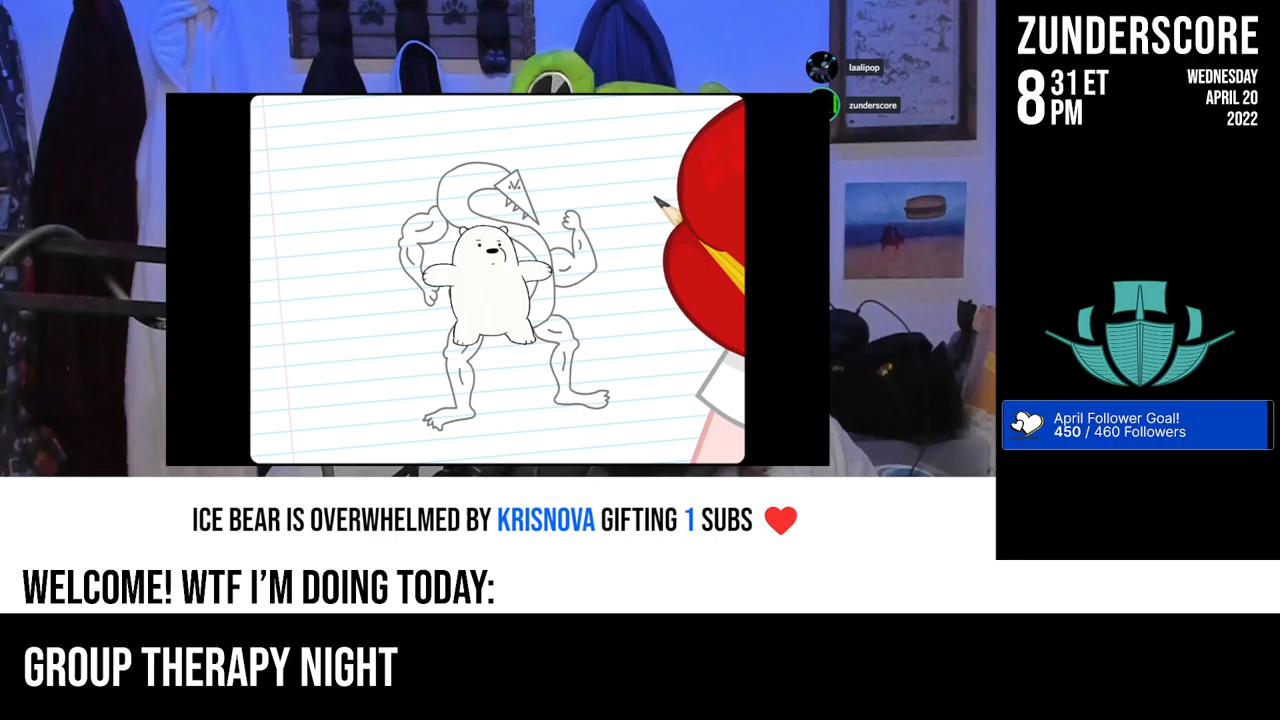 ZUNDERSCORE
8 31 ET
PM
WEDNESDAY
APRIL 20
2022
laalipop
zunderscore
April Follower Goal!
450 / 460 Followers
ICE BEAR IS OVERWHELMED BY KRISNOVA GIFTING 1 SUBS
WELCOME! WTF I'M DOING TODAY:
GROUP THERAPY NIGHT